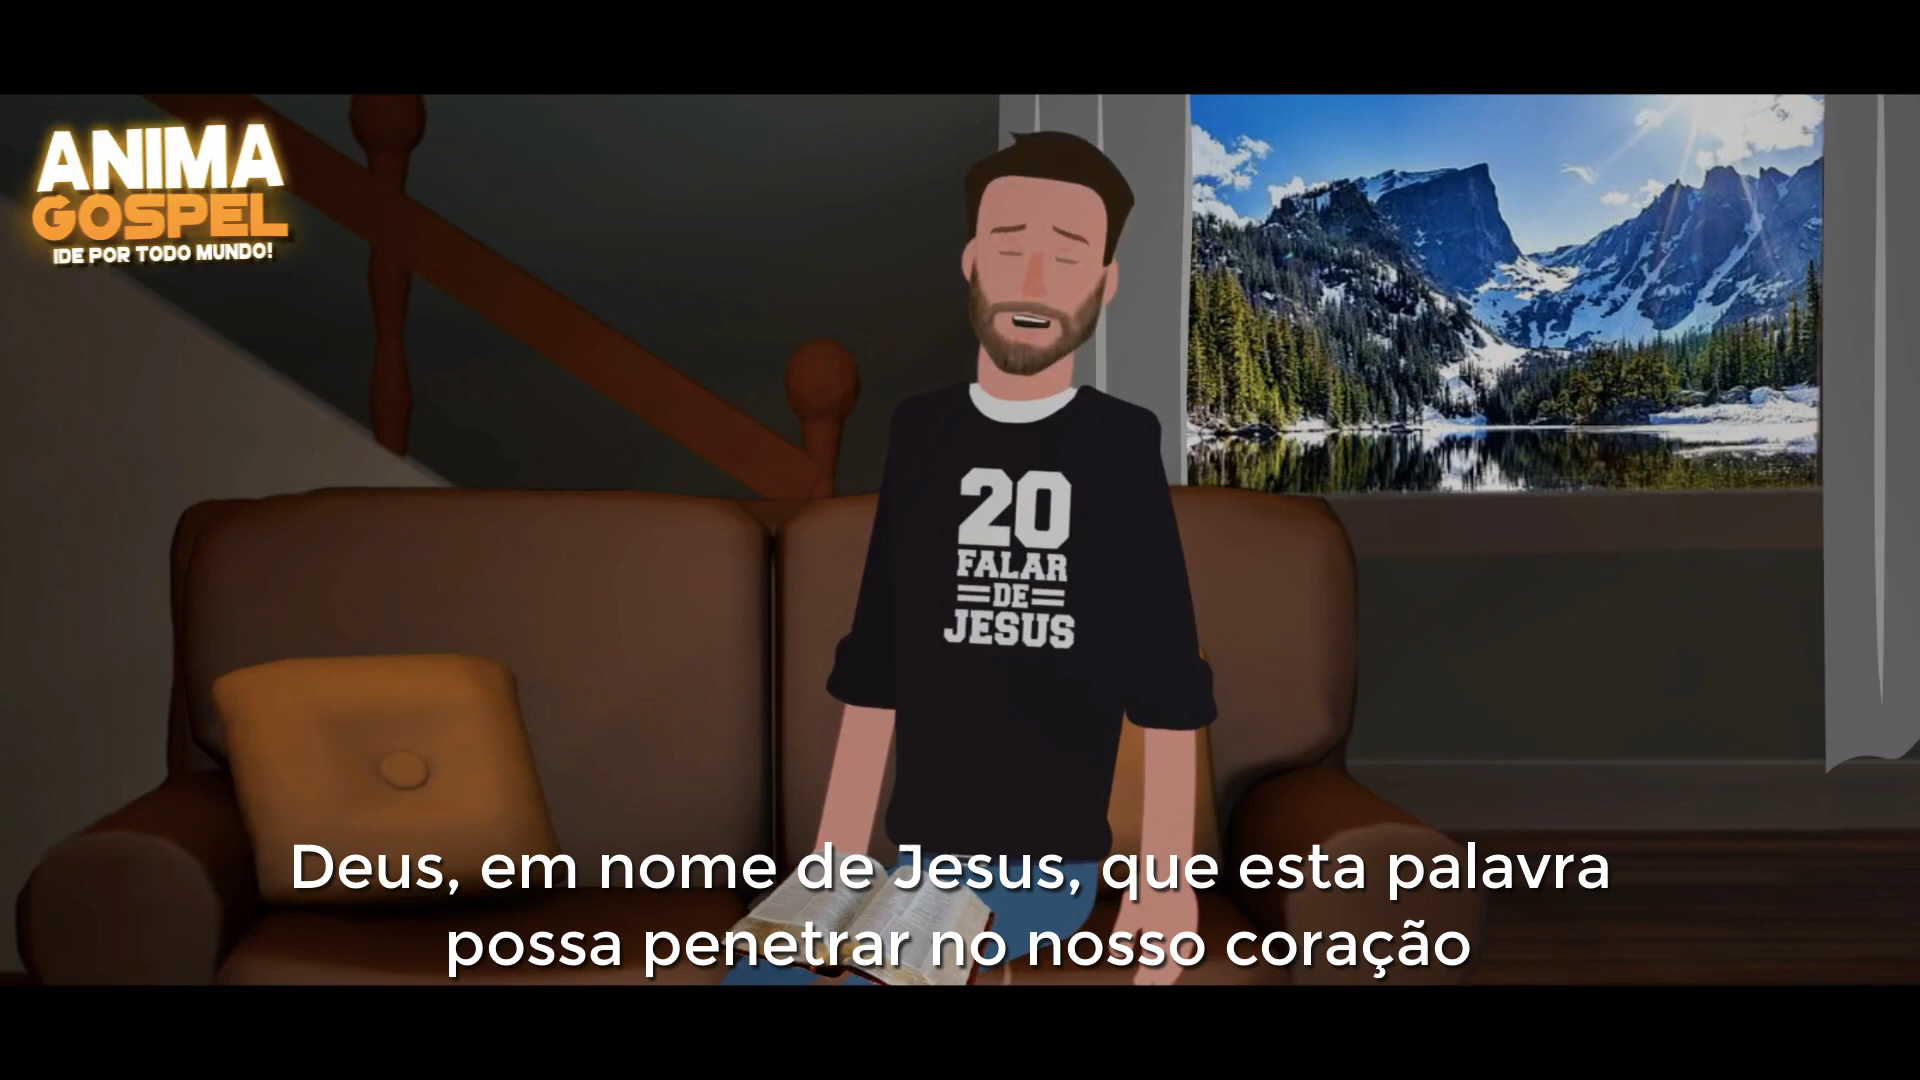 ANIMA
GOSPEL
IDE POR TODO MUNDO!
20
FALAR
DE
JESUS
Deus, em nome de Jesus, que esta palavra
possa penetrar no nosso coração